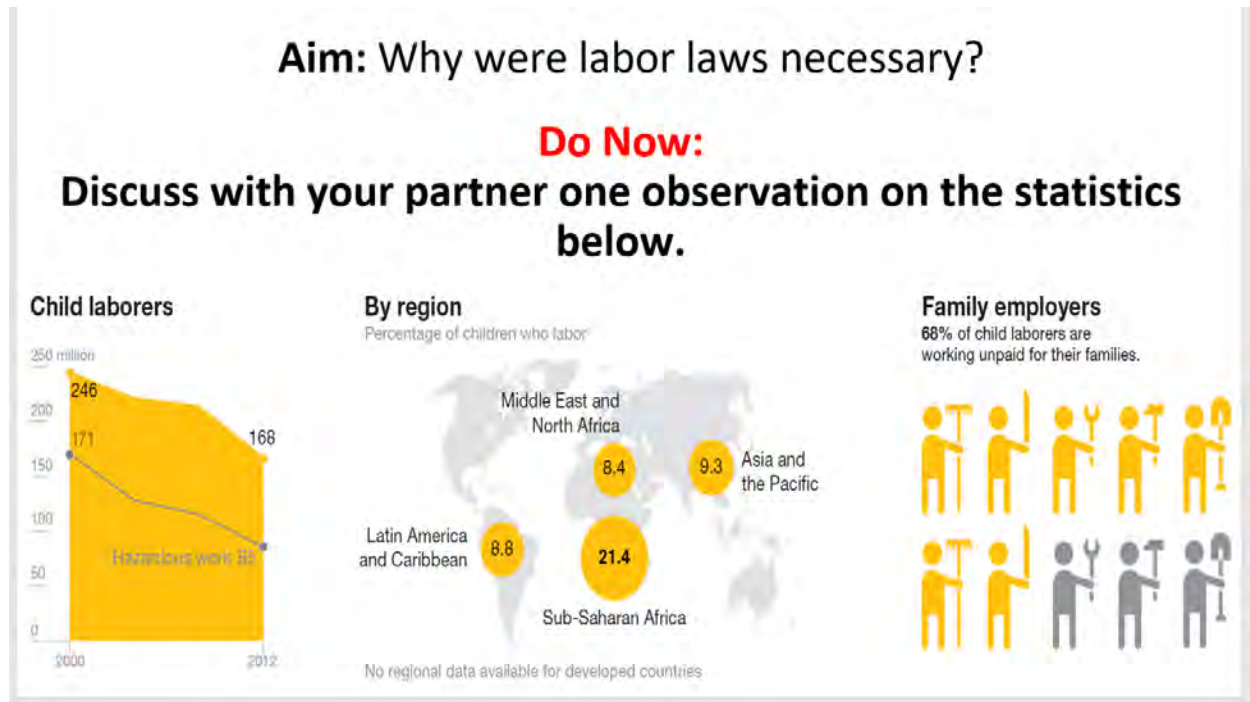 Aim: Why were labor laws necessary?
Do Now:
Discuss with your partner one observation on the statistics
below.
Child laborers
250 million
246
200
171
168
150
100
Hazardous work 85
50
0
2000
2012
By region
Percentage of children who labor
Middle East and
North Africa
8.4
9.3
Asia and
the Pacific
Latin America
and Caribbean
8.8
21.4
Sub-Saharan Africa
No regional data available for developed countries
Family employers
68% of child laborers are
working unpaid for their families.